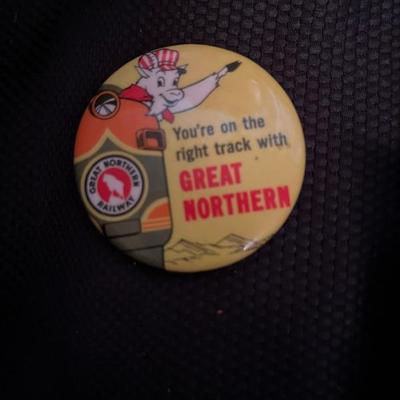 You're on the
right track with
GREAT
NORTHERN
GREAT NORTHERN
RAILWAY